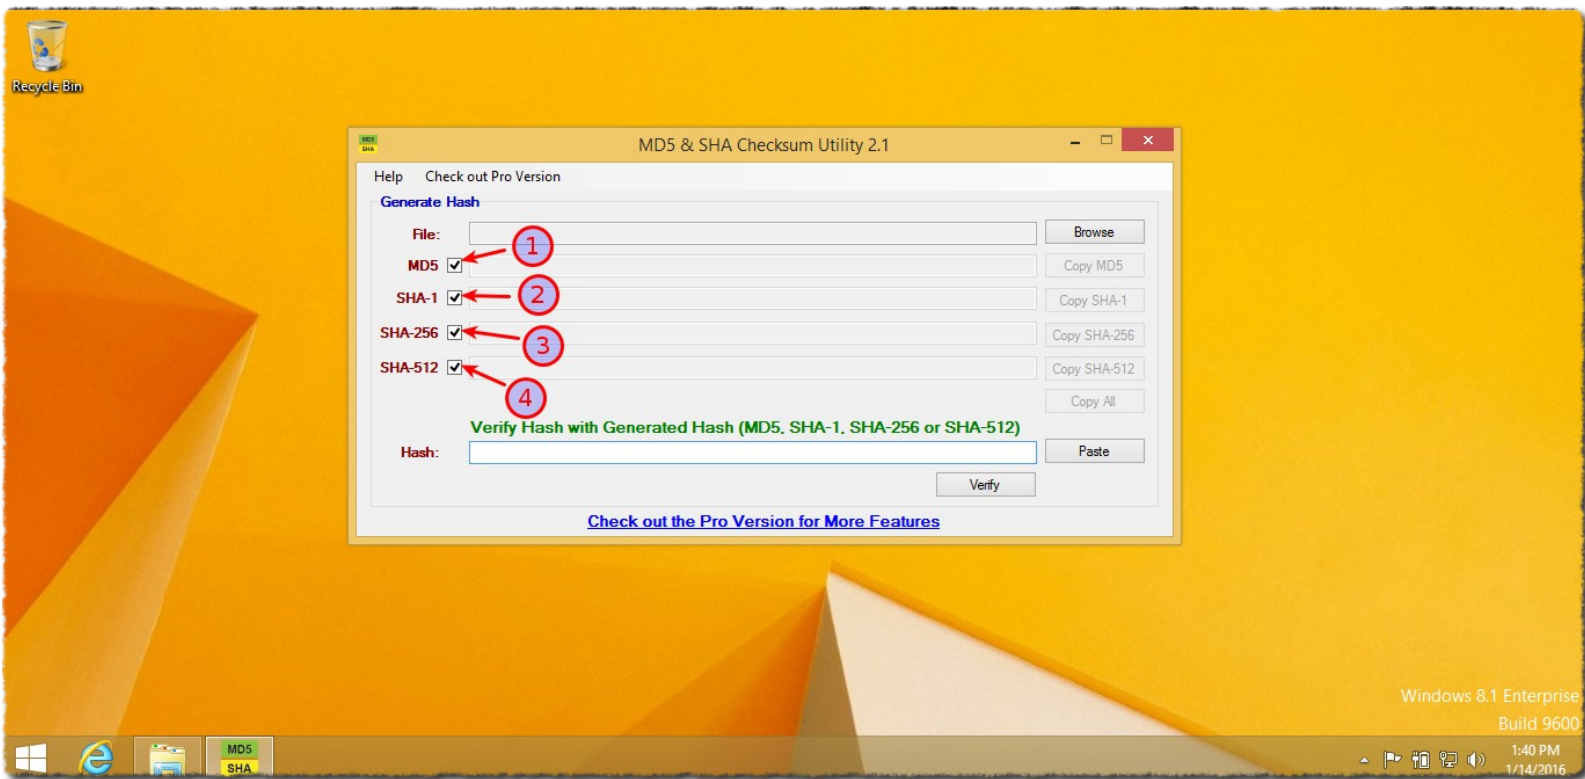 Recycle Bin
MD5
SHA
MD5 & SHA Checksum Utility 2.1
Help Check out Pro Version
Generate Hash
File: Browse
1
MD5 Copy MD5
SHA-1 2 Copy SHA-1
SHA-256 Copy SHA-256
3
SHA-512 Copy SHA-512
4 Copy All
Verify Hash with Generated Hash (MD5, SHA-1, SHA-256 or SHA-512)
Hash: Paste
Verify
Check out the Pro Version for More Features
Windows 8.1 Enterprise
Build 9600
MD5
SHA
1:40 PM
1/14/2016